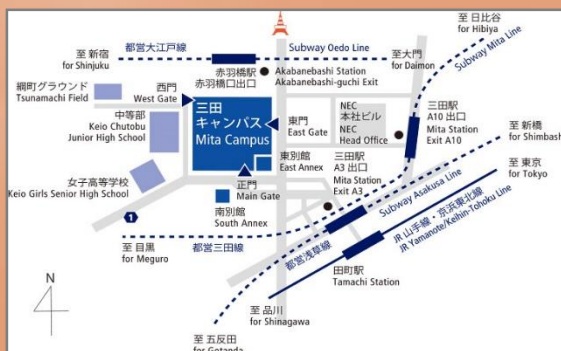 至 新宿
for Shinjuku
都営大江戸線
Subway Oedo Line
赤羽橋駅
赤羽橋口出口
Akabanebashi Station
Akabanebashi-guchi Exit
至大門
for Daimon
至 日比谷
for Hibiya
Subway Mita Line
綱町グラウンド
Tsunamachi Field
西門
West Gate
三田
キャンパス
Mita Campus
中等部
Keio Chutobu
Junior High School
東門
East Gate
NEC
本社ビル
NEC
Head Office
三田駅
A10 出口
Mita Station
Exit A10
至 新橋
for Shimbashi
東別館
East Annex
三田駅
A3 出口
Mita Station
Exit A3
至 東京
for Tokyo
女子高等学校
Keio Girls Senior High School
正門
Main Gate
南別館
South Annex
Subway Asakusa Line
1
至 目黒
for Meguro
都営三田線
都営浅草線
JR 山手線・京浜東北線
JR Yamanote/Keihin-Tohoku Line
田町駅
Tamachi Station
N
至 品川
for Shinagawa
至 五反田
for Gotanda